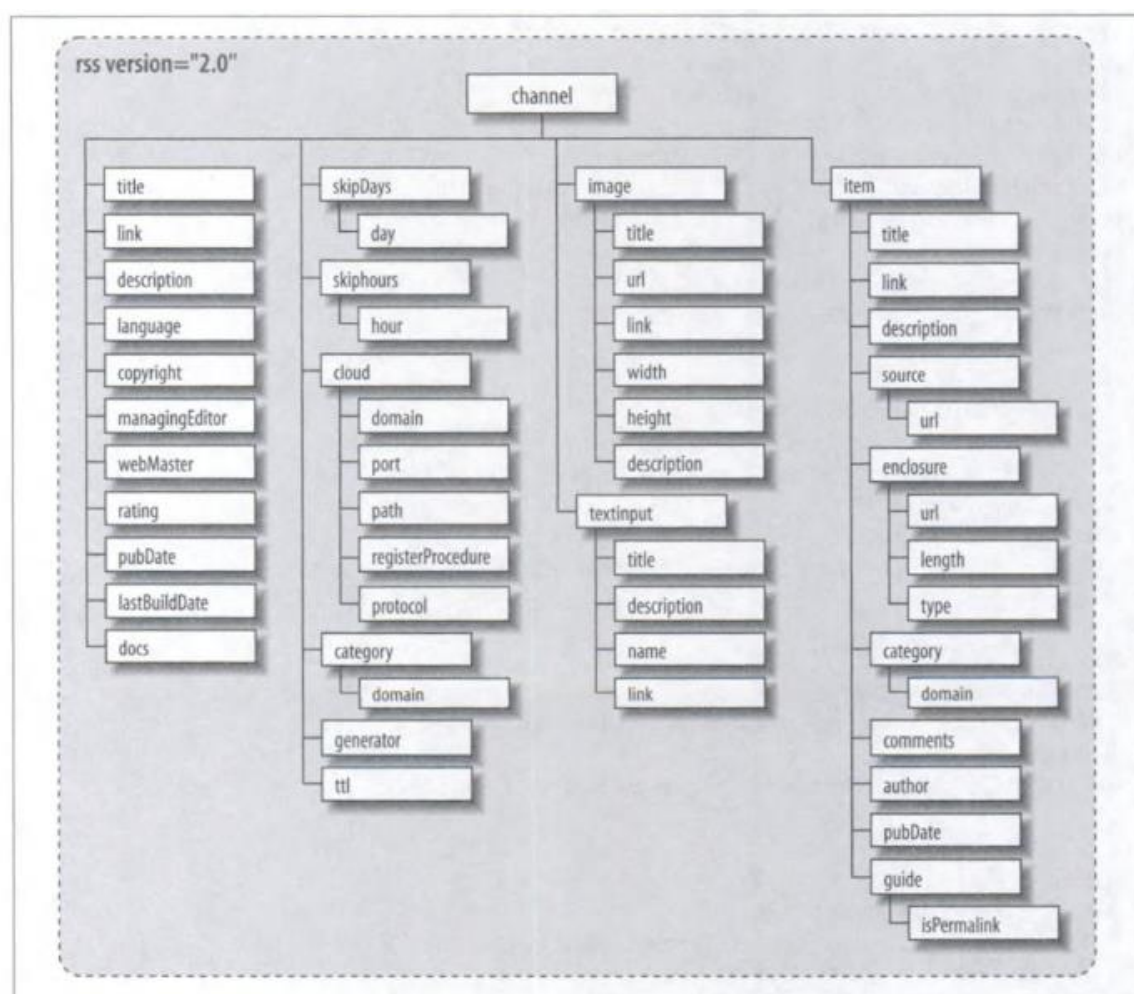 rss version="2.0"
channel
title
link
description
language
copyright
managingEditor
webMaster
rating
pubDate
lastBuildDate
docs
skipDays
day
skiphours
hour
cloud
domain
port
path
registerProcedure
protocol
category
domain
generator
ttl
image
title
url
link
width
height
description
textinput
title
description
name
link
item
title
link
description
source
url
enclosure
url
length
type
category
domain
comments
author
pubDate
guide
isPermalink